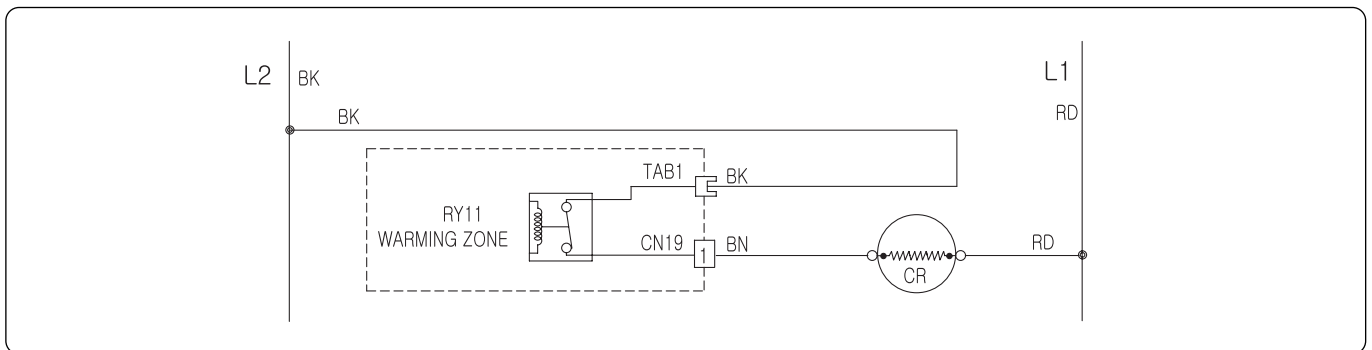 L2
BK
L1
RD
BK
TAB1
BK
RY11
WARMING ZONE
CN19
1
BN
RD
CR